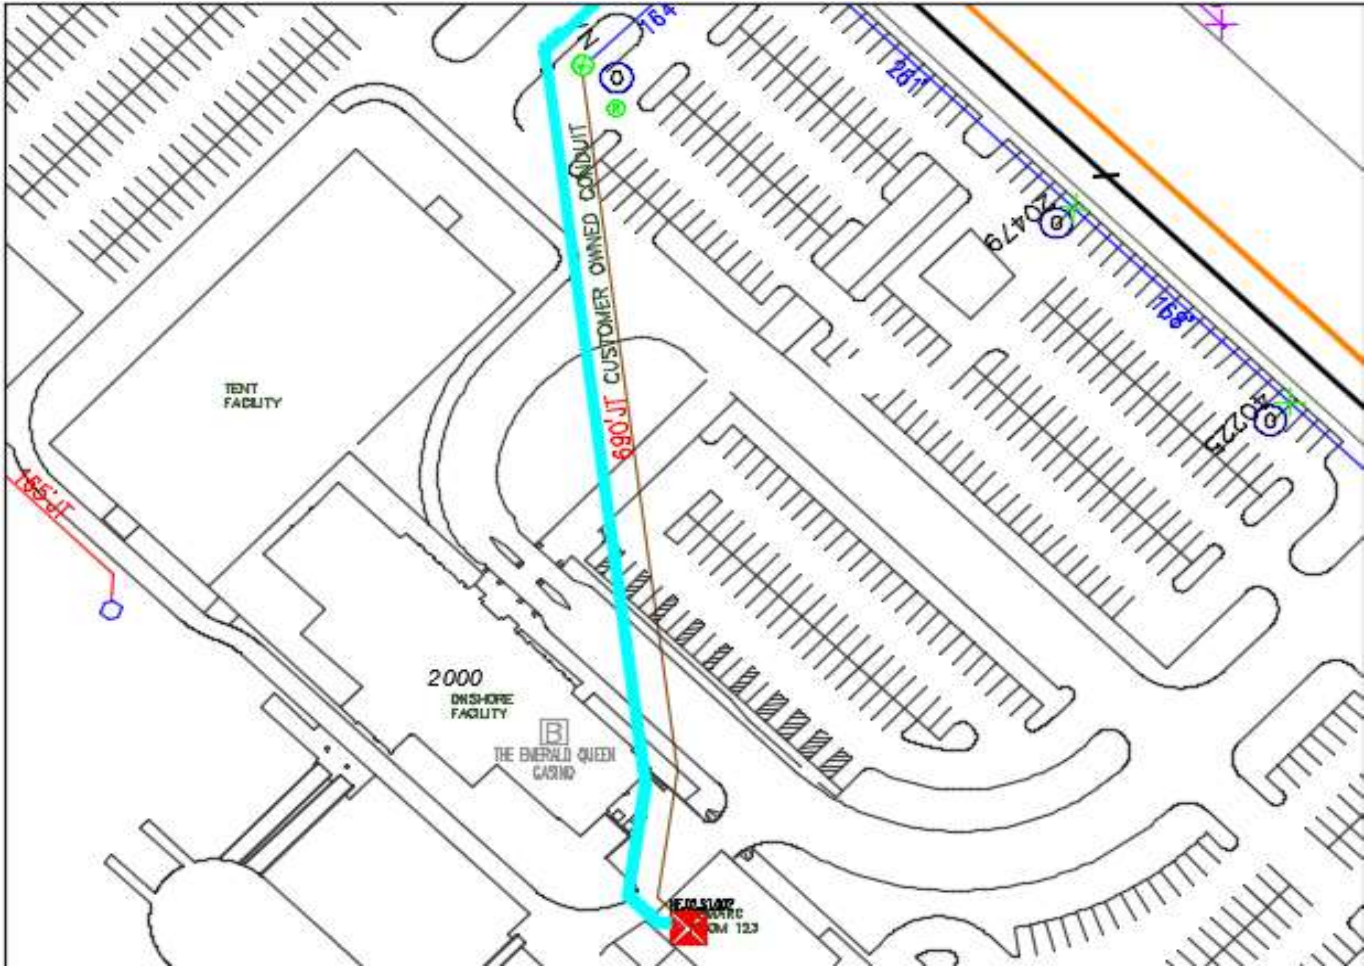 164
261'
20479
168'
40225
690'JT CUSTOMER OWNED CONDUIT
TENT
FACILITY
155'JT
2000
ONSHORE
FACILITY
B
THE EMERALD QUEEN
CASINO
123